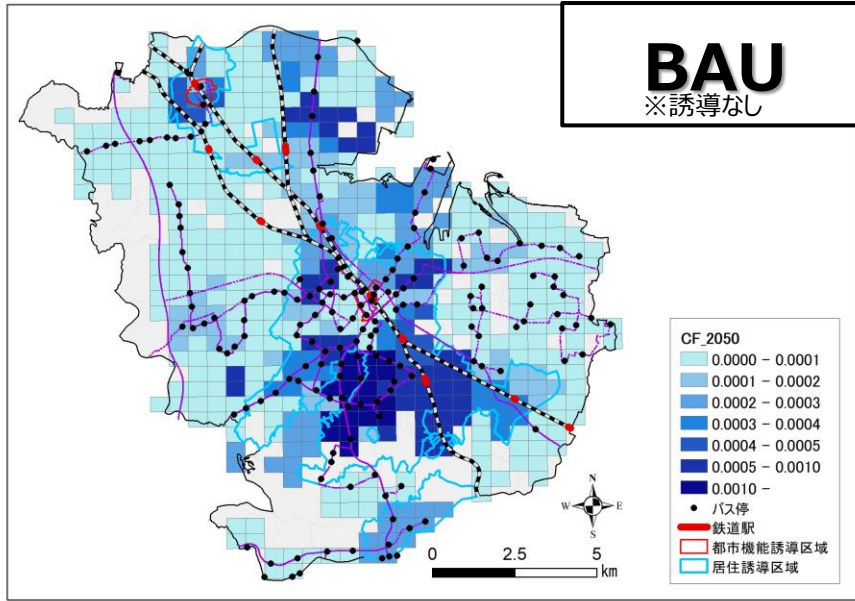 BAU
※誘導なし
CF_2050
0.0000 - 0.0001
0.0001 - 0.0002
0.0002 - 0.0003
0.0003 - 0.0004
0.0004 - 0.0005
0.0005 - 0.0010
0.0010 -
バス停
鉄道駅
都市機能誘導区域
居住誘導区域
N
W E
S
0 2.5 5
km